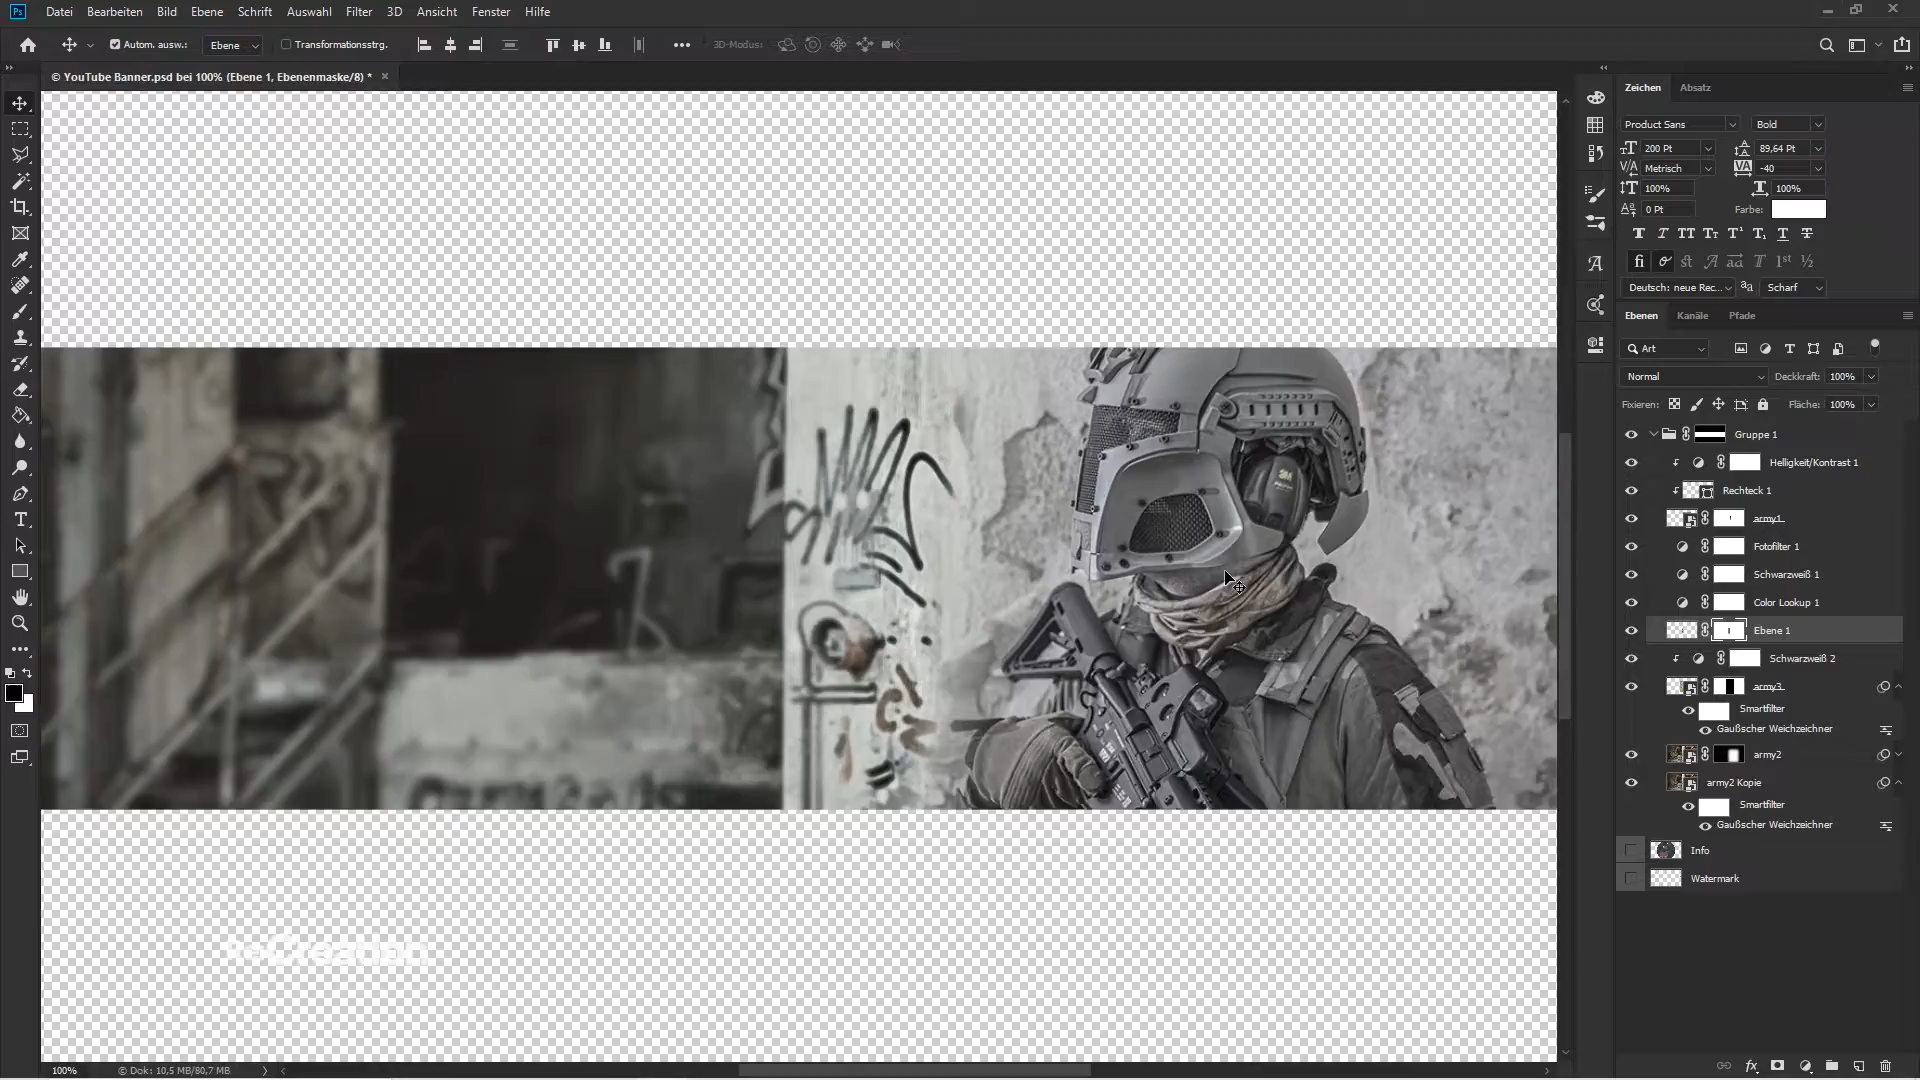 Ps Datei Bearbeiten Bild Ebene Schrift Auswahl Filter 3D Ansicht Fenster Hilfe
Autom. ausw.: Ebene Transformationsstrg. 3D-Modus:
© YouTube Banner.psd bei 100% (Ebene 1, Ebenenmaske/8) *
Zeichen Absatz
Product Sans Bold
200 Pt 89,64 Pt
Metrisch -40
100% 100%
0 Pt Farbe:
Deutsch: neue Rec... Scharf
Ebenen Kanäle Pfade
Art
Normal Deckkraft: 100%
Fixieren: Fläche: 100%
Gruppe 1
Helligkeit/Kontrast 1
Rechteck 1
army1
Fotofilter 1
Schwarzweiß 1
Color Lookup 1
Ebene 1
Schwarzweiß 2
army3
Smartfilter
Gaußscher Weichzeichner
army2
army2 Kopie
Smartfilter
Gaußscher Weichzeichner
Info
Watermark
3M
100% © Dok: 10,5 MB/80,7 MB